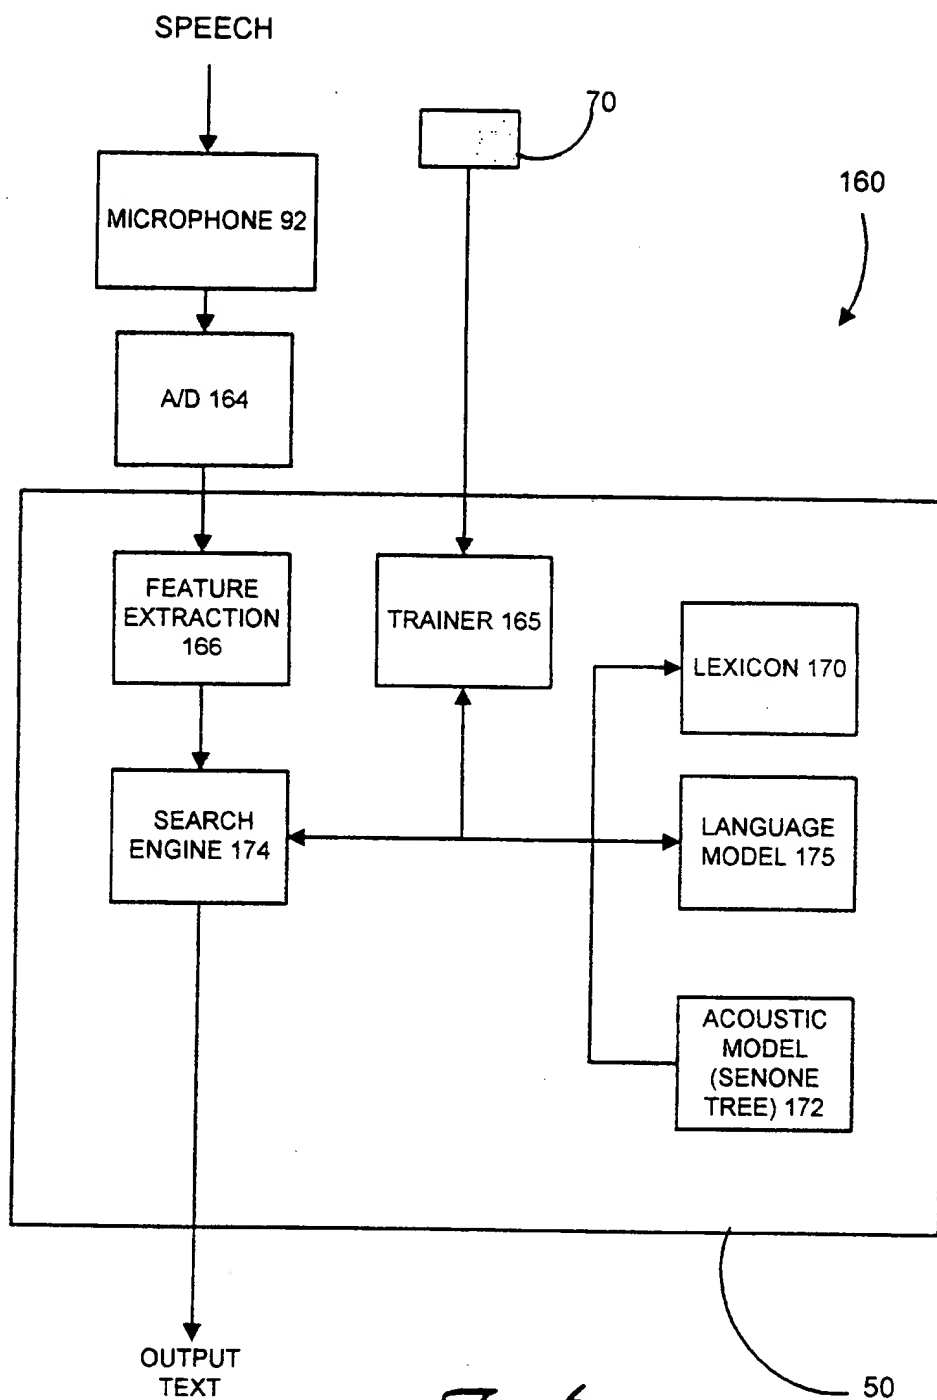 SPEECH
70
160
MICROPHONE 92
A/D 164
FEATURE
EXTRACTION
166
TRAINER 165
LEXICON 170
SEARCH
ENGINE 174
LANGUAGE
MODEL 175
ACOUSTIC
MODEL
(SENONE
TREE) 172
OUTPUT
TEXT
50